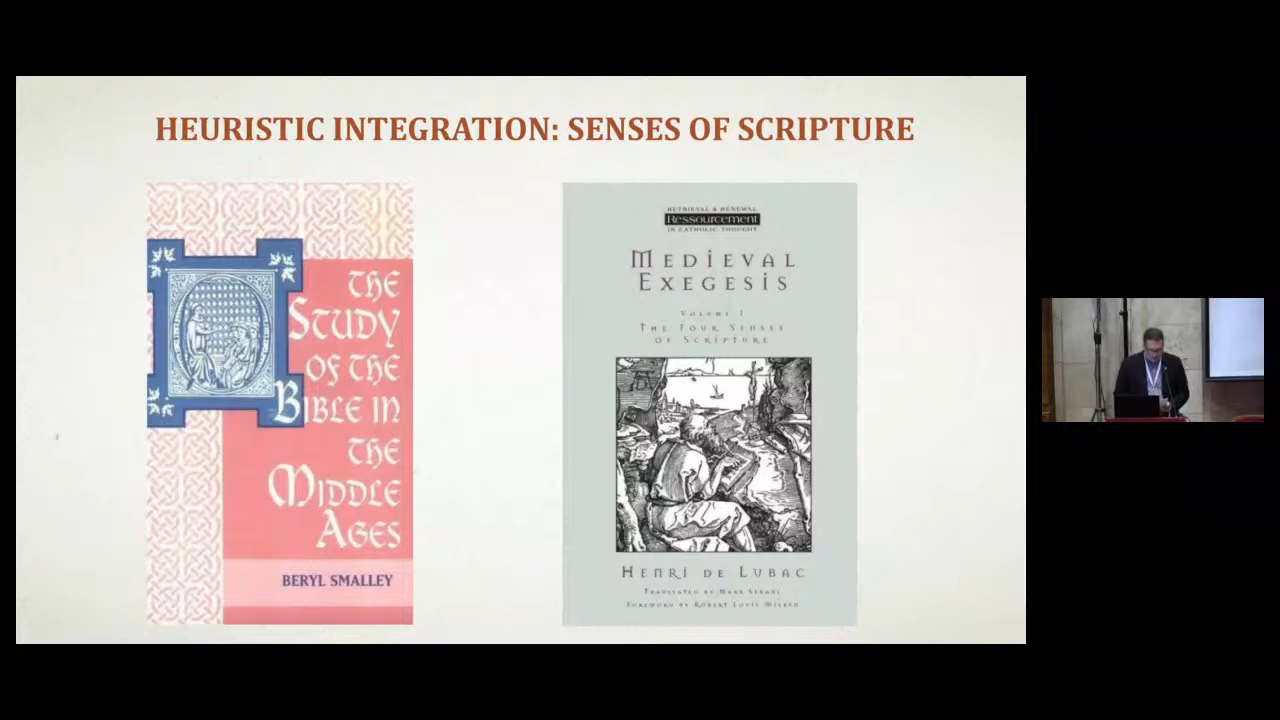 HEURISTIC INTEGRATION: SENSES OF SCRIPTURE
THE
STUDY
OF THE
BIBLE IN
THE
MIDDLE
AGES
BERYL SMALLEY
RETRIEVAL & RENEWAL
Ressourcement
IN CATHOLIC THOUGHT
MEDIEVAL
EXEGESIS
VOLUME I
THE FOUR SENSES
OF SCRIPTURE
HENRI DE LUBAC
TRANSLATED BY MARK SEBANC
FOREWORD BY ROBERT LOUIS WILKEN